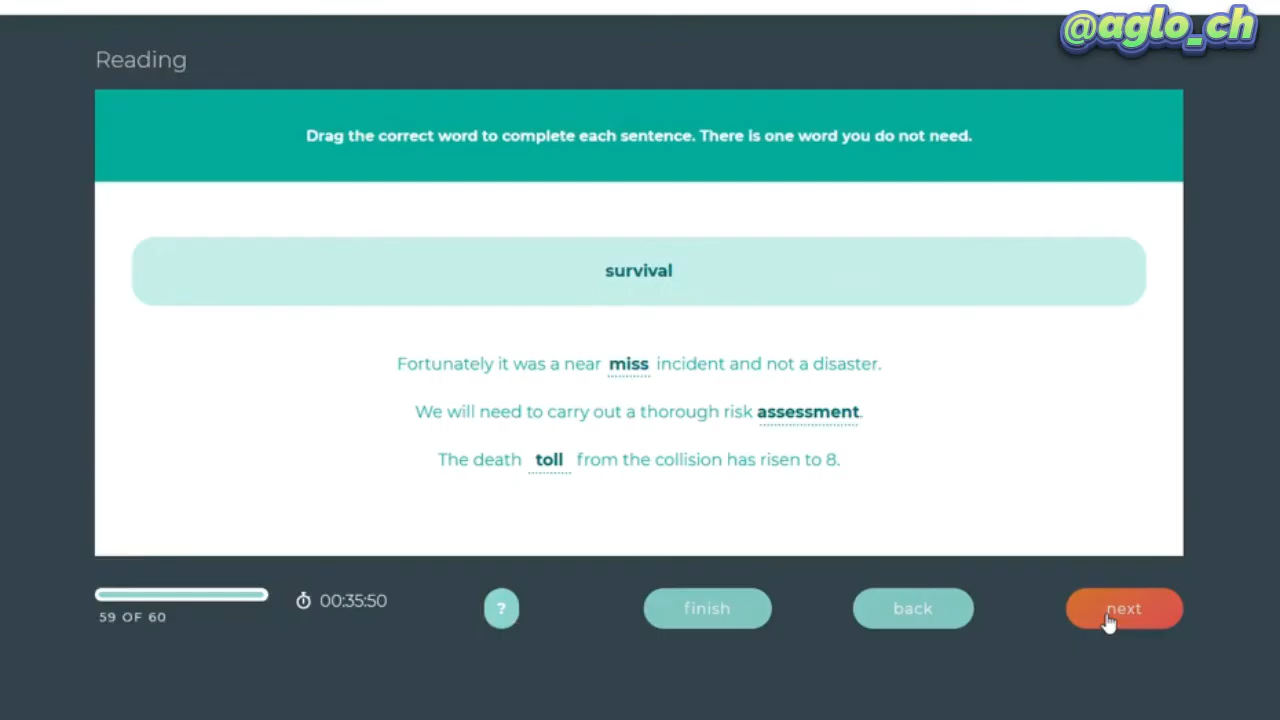 @aglo_ch
Reading
Drag the correct word to complete each sentence. There is one word you do not need.
survival
Fortunately it was a near miss incident and not a disaster.
We will need to carry out a thorough risk assessment.
The death toll from the collision has risen to 8.
59 OF 60
00:35:50
?
finish
back
next